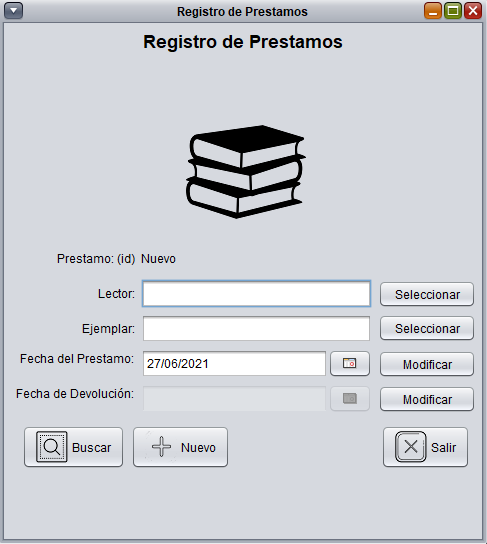 Registro de Prestamos
Registro de Prestamos
Prestamo: (id) Nuevo
Lector: Seleccionar
Ejemplar: Seleccionar
Fecha del Prestamo: 27/06/2021 Modificar
Fecha de Devolución: Modificar
Buscar Nuevo Salir